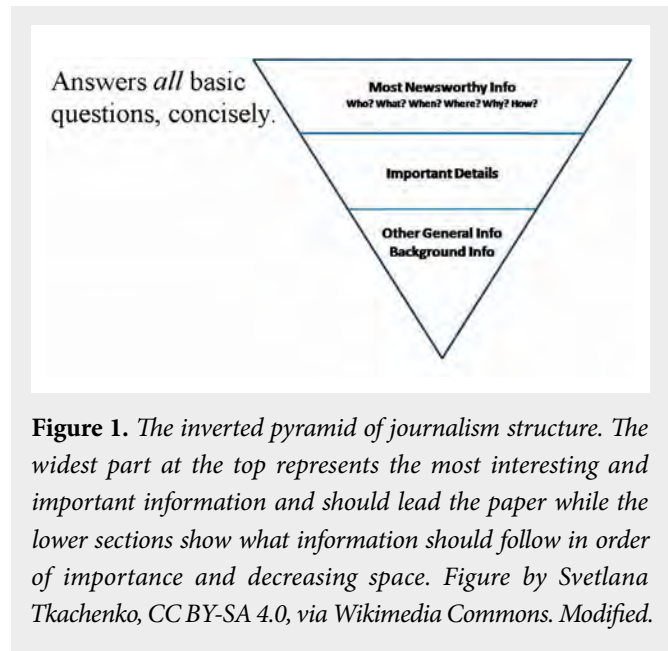 Answers all basic
questions, concisely.
Most Newsworthy Info
Who? What? When? Where? Why? How?
Important Details
Other General Info
Background Info
Figure 1. The inverted pyramid of journalism structure. The
widest part at the top represents the most interesting and
important information and should lead the paper while the
lower sections show what information should follow in order
of importance and decreasing space. Figure by Svetlana
Tkachenko, CC BY-SA 4.0, via Wikimedia Commons. Modified.